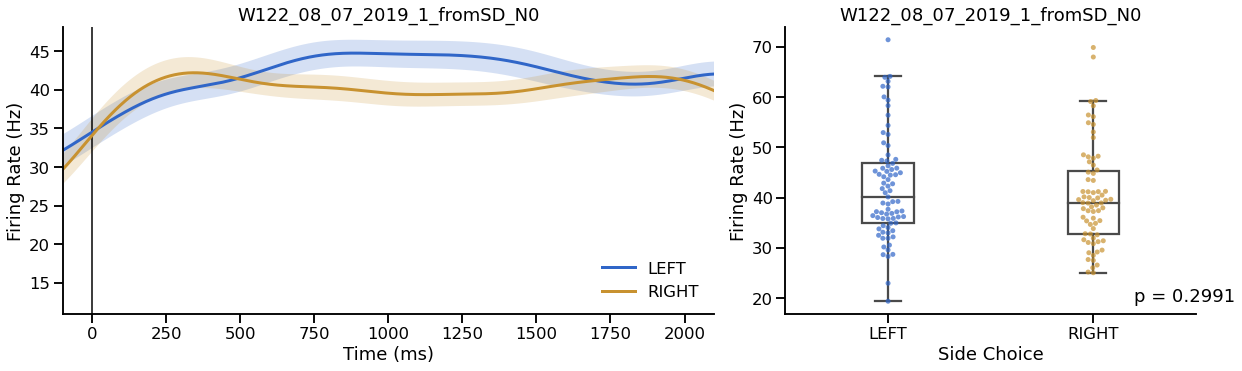 W122_08_07_2019_1_fromSD_N0
45
40
35
30
25
20
15
Firing Rate (Hz)
LEFT
RIGHT
0 250 500 750 1000 1250 1500 1750 2000
Time (ms)
W122_08_07_2019_1_fromSD_N0
70
60
50
40
30
20
Firing Rate (Hz)
p = 0.2991
LEFT RIGHT
Side Choice